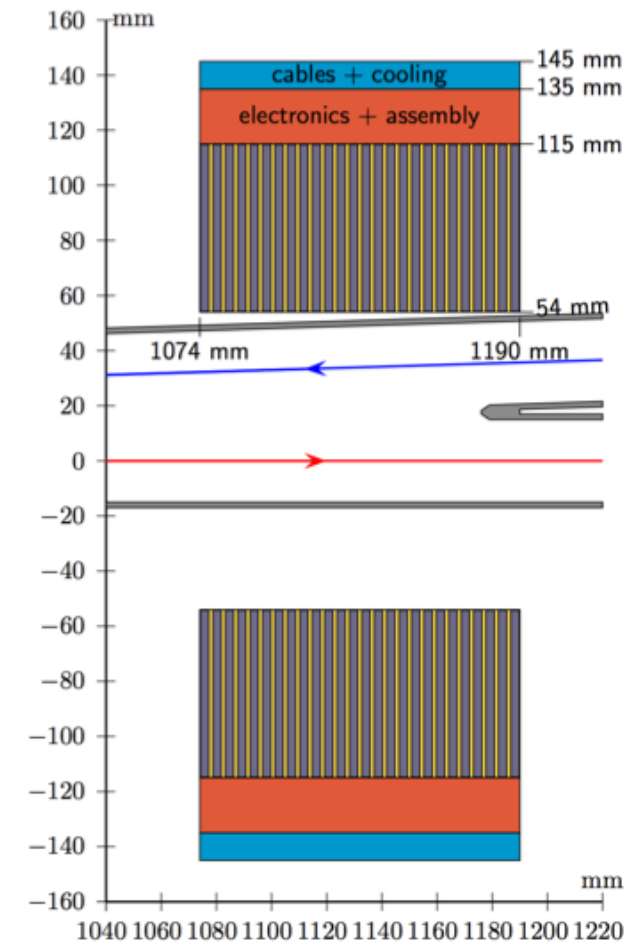 160 mm
145 mm
140
cables + cooling
135 mm
120
electronics + assembly
115 mm
100
80
60
54 mm
1074 mm
1190 mm
40
20
0
−20
−40
−60
−80
−100
−120
−140
mm
−160
1040 1060 1080 1100 1120 1140 1160 1180 1200 1220